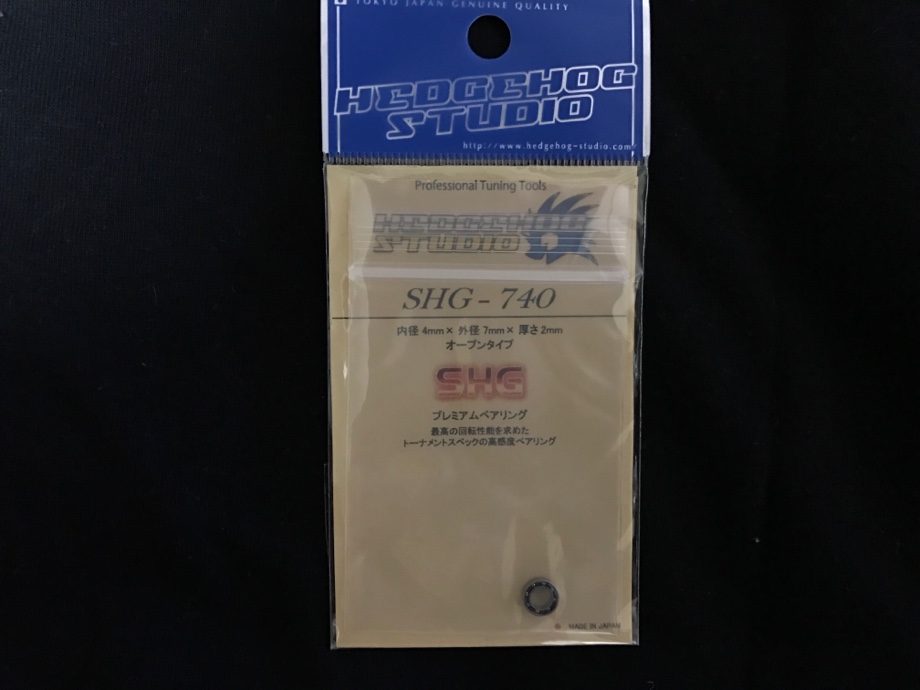 TOKYO JAPAN GENUINE QUALITY
HEDGEHOG
STUDIO
http://www.hedgehog-studio.com/
Professional Tuning Tools
HEDGEHOG
STUDIO
SHG - 740
内径 4mm× 外径 7mm× 厚さ 2mm
オープンタイプ
SHG
プレミアムベアリング
最高の回転性能を求めた
トーナメントスペックの高感度ベアリング
MADE IN JAPAN